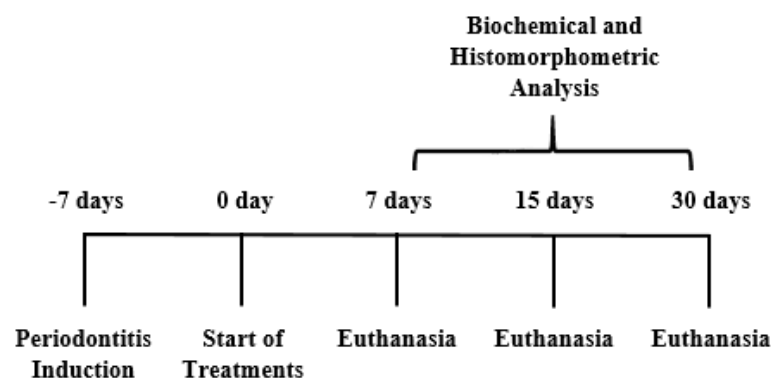 Biochemical and
Histomorphometric
Analysis
-7 days 0 day 7 days 15 days 30 days
Periodontitis Start of Euthanasia Euthanasia Euthanasia
Induction Treatments